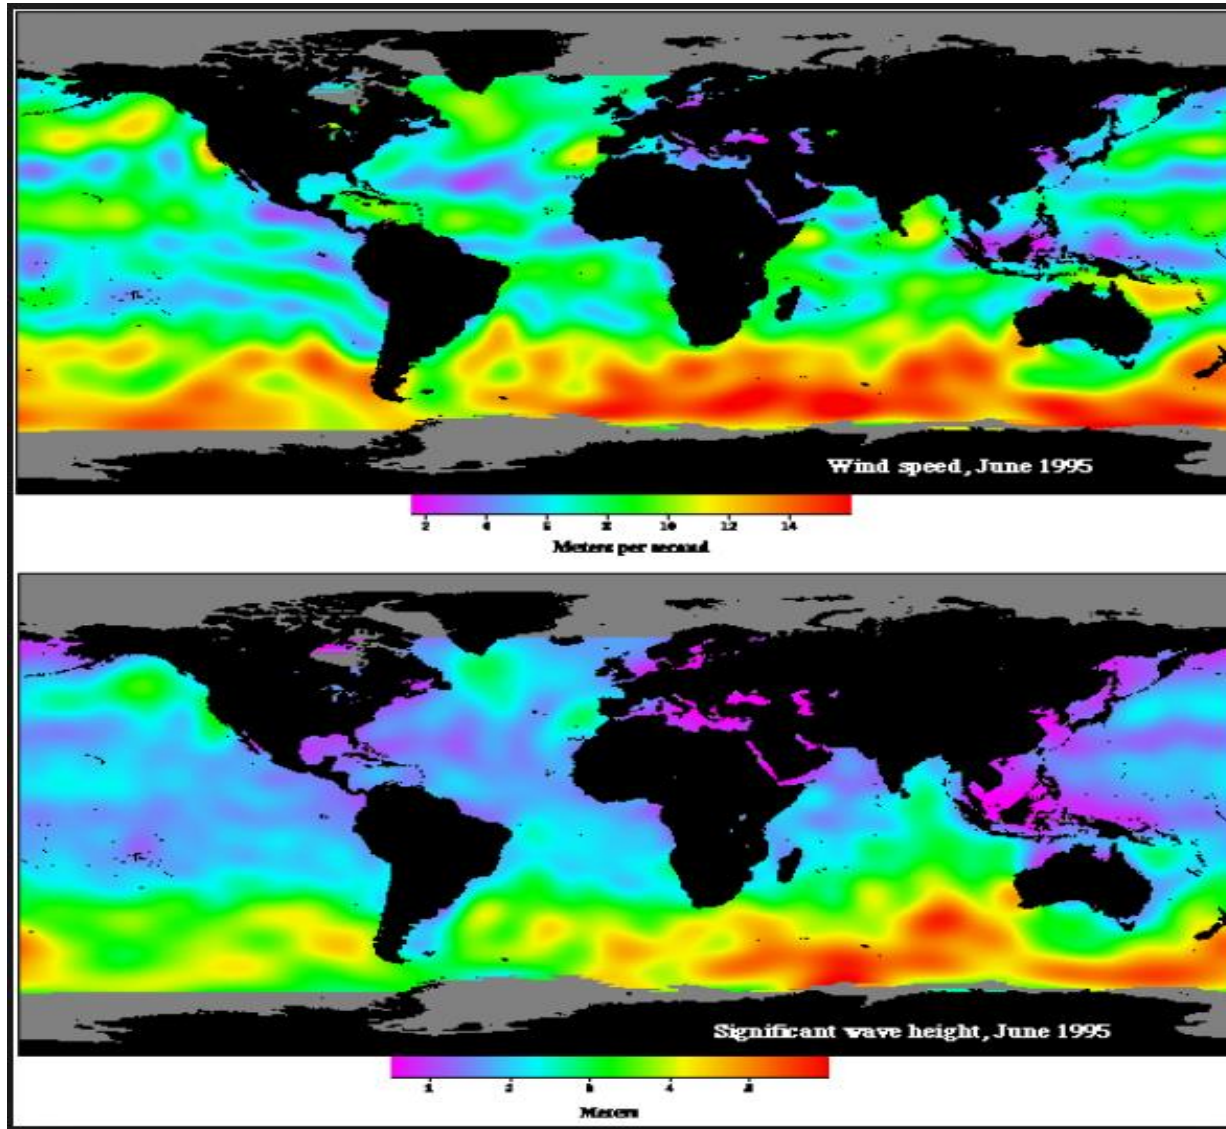 Wind speed, June 1995
2 4 6 8 10 12 14
Meters per second
Significant wave height, June 1995
1 2 3 4
Meters